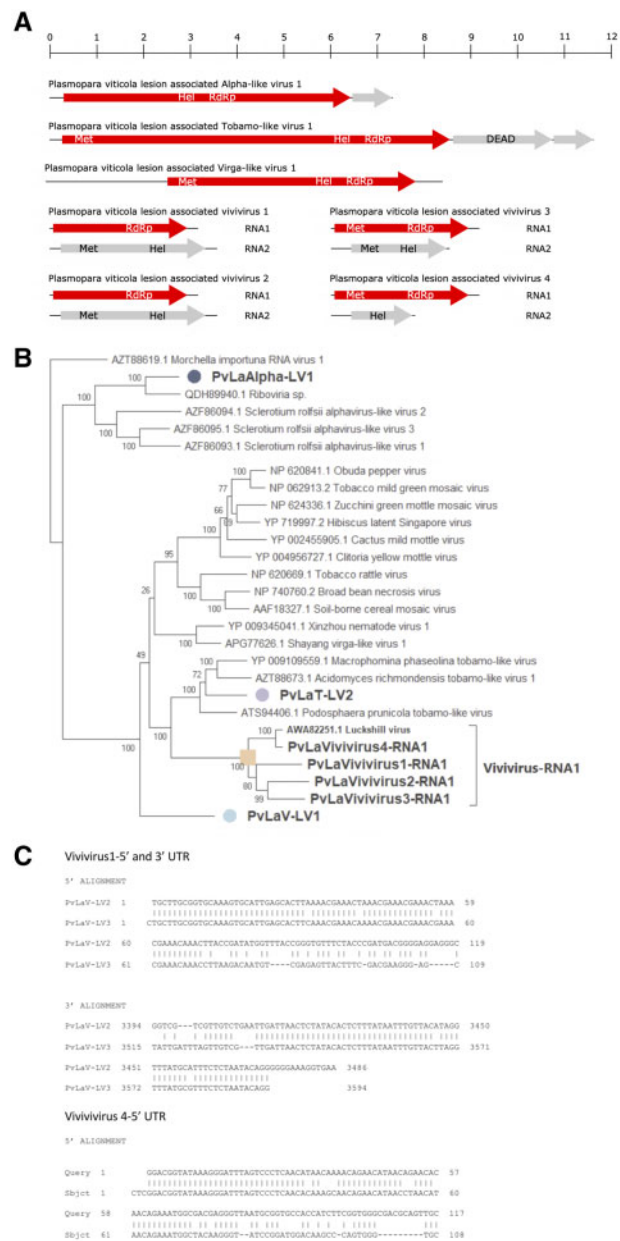 A
0 1 2 3 4 5 6 7 8 9 10 11 12
Plasmopara viticola lesion associated Alpha-like virus 1
Hel RdRp
Plasmopara viticola lesion associated Tobamo-like virus 1
Met Hel RdRp DEAD
Plasmopara viticola lesion associated Virga-like virus 1
Met Hel RdRp
Plasmopara viticola lesion associated vivivirus 1 Plasmopara viticola lesion associated vivivirus 3
RdRp RNA1 Met RdRp RNA1
Met Hel RNA2 Met Hel RNA2
Plasmopara viticola lesion associated vivivirus 2 Plasmopara viticola lesion associated vivivirus 4
RdRp RNA1 Met RdRp RNA1
Met Hel RNA2 Hel RNA2
B
AZT88619.1 Morchella importuna RNA virus 1
100 PvLaAlpha-LV1
100 QDH89940.1 Riboviria sp.
AZF86094.1 Sclerotium rolfsii alphavirus-like virus 2
100 AZF86095.1 Sclerotium rolfsii alphavirus-like virus 3
100 AZF86093.1 Sclerotium rolfsii alphavirus-like virus 1
100 NP 620841.1 Obuda pepper virus
77 NP 062913.2 Tobacco mild green mosaic virus
NP 624336.1 Zucchini green mottle mosaic virus
66 YP 719997.2 Hibiscus latent Singapore virus
YP 002455905.1 Cactus mild mottle virus
100 YP 004956727.1 Clitoria yellow mottle virus
95 NP 620669.1 Tobacco rattle virus
100 NP 740760.2 Broad bean necrosis virus
26 100 AAF18327.1 Soil-borne cereal mosaic virus
YP 009345041.1 Xinzhou nematode virus 1
100 APG77626.1 Shayang virga-like virus 1
49 YP 009109559.1 Macrophomina phaseolina tobamo-like virus
72 AZT88673.1 Acidomyces richmondensis tobamo-like virus 1
PvLaT-LV2
100 ATS94406.1 Podosphaera prunicola tobamo-like virus
100 AWA82251.1 Luckshill virus
PvLaVivivirus4-RNA1
100 PvLaVivivirus1-RNA1 Vivivirus-RNA1
80 PvLaVivivirus2-RNA1
99 PvLaVivivirus3-RNA1
100 PvLaV-LV1
C
Vivivirus1-5' and 3' UTR
5' ALIGNMENT
PvLaV-LV2 1 TGCTTGCGGTGCAAAGTGCATTGAGCACTTAAAACGAAACTAAACGAAACGAAACTAAA 59
PvLaV-LV3 1 CTGCTTGCGGTGCAAAGTGCATTGAGCACTTCAAACGAAACAAAACGAAACGAAACGAAA 60
PvLaV-LV2 60 CGAAACAAACTTACCGATATGGTTTACCGGGTGTTTCTACCCGATGACGGGGAGGAGGGC 119
PvLaV-LV3 61 CGAAACAAACCTTAAGACAATGT----CGAGAGTTACTTTC-GACGAAGGG-AG-----C 109
3' ALIGNMENT
PvLaV-LV2 3394 GGTCG---TCGTTGTCTGAATTGATTAACTCTATACACTCTTTATAATTTGTTACATAGG 3450
PvLaV-LV3 3515 TATTGATTTAGTTGTCG---TTGATTAACTCTATACACTCTTTATAATTTGTTACTTAGG 3571
PvLaV-LV2 3451 TTTATGCATTTCTCTAATACAGGGGGGAAAGGTGAA 3486
PvLaV-LV3 3572 TTTATGCGTTTCTCTAATACAGG 3594
Vivivirus 4-5' UTR
5' ALIGNMENT
Query 1 GGACGGTATAAAGGGATTTAGTCCCTCAACATAACAAAACAGAACATAACAGAACAC 57
Sbjct 1 CTCGGACGGTATAAAGGGATTTAGTCCCTCAACACAAAGCAACAGAACATAACCTAACAT 60
Query 58 AACAGAAATGGCGACGAGGGTTAATGCGGTGCCACCATCTTCGGTGGGCGACGCAGTTGC 117
Sbjct 61 AACAGAAATGGCTACAAGGGT--ATCCGGATGGACAAGCC-CAGTGGG---------TGC 108